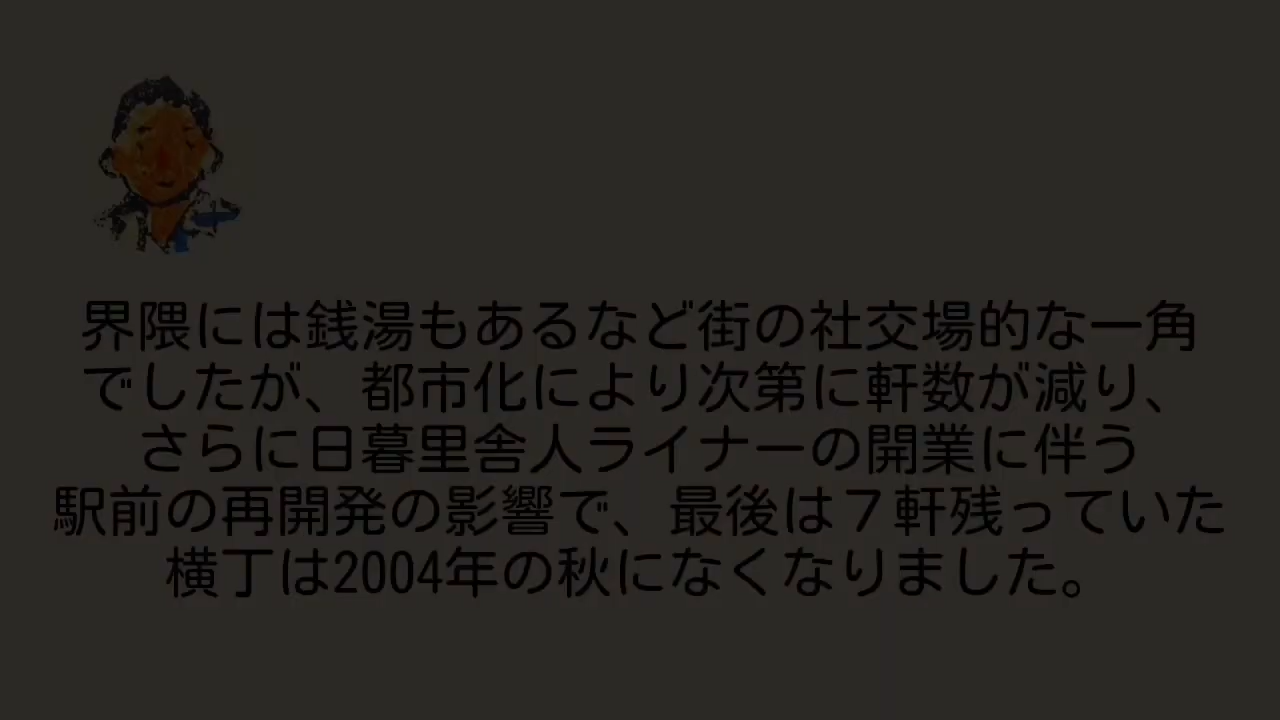 界隈には銭湯もあるなど街の社交場的な一角
でしたが、都市化により次第に軒数が減り、
さらに日暮里舎人ライナーの開業に伴う
駅前の再開発の影響で、最後は７軒残っていた
横丁は2004年の秋になくなりました。